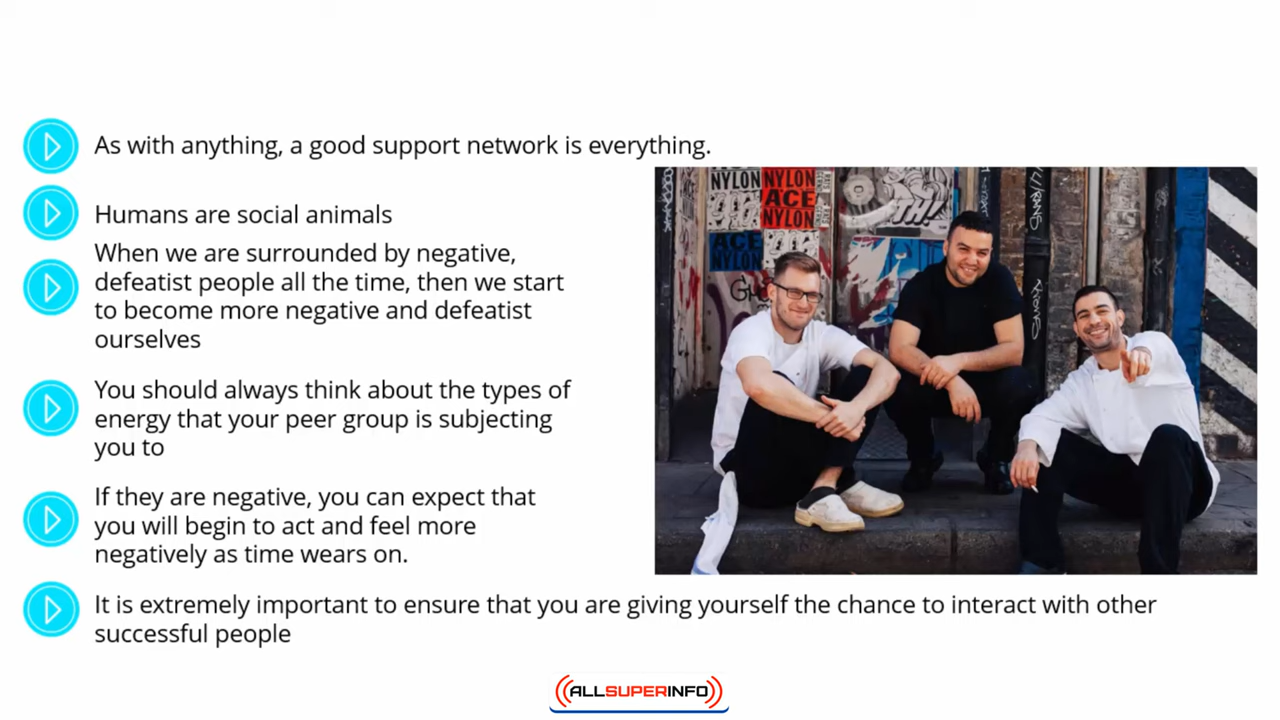 As with anything, a good support network is everything.
Humans are social animals
When we are surrounded by negative,
defeatist people all the time, then we start
to become more negative and defeatist
ourselves
You should always think about the types of
energy that your peer group is subjecting
you to
If they are negative, you can expect that
you will begin to act and feel more
negatively as time wears on.
It is extremely important to ensure that you are giving yourself the chance to interact with other
successful people
NYLON NYLON
ACE
NYLON
ACE
NYLON
TH!
ALLSUPERINFO